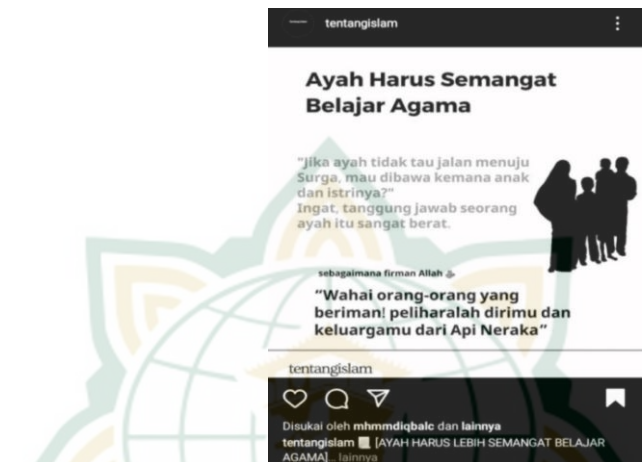 tentangislam
Ayah Harus Semangat
Belajar Agama
"Jika ayah tidak tau jalan menuju
Surga, mau dibawa kemana anak
dan istrinya?"
Ingat, tanggung jawab seorang
ayah itu sangat berat.
sebagaimana firman Allah
"Wahai orang-orang yang
beriman! peliharalah dirimu dan
keluargamu dari Api Neraka"
tentangislam
Disukai oleh mhmmdiqbalc dan lainnya
tentangislam [AYAH HARUS LEBIH SEMANGAT BELAJAR
AGAMA]... lainnya